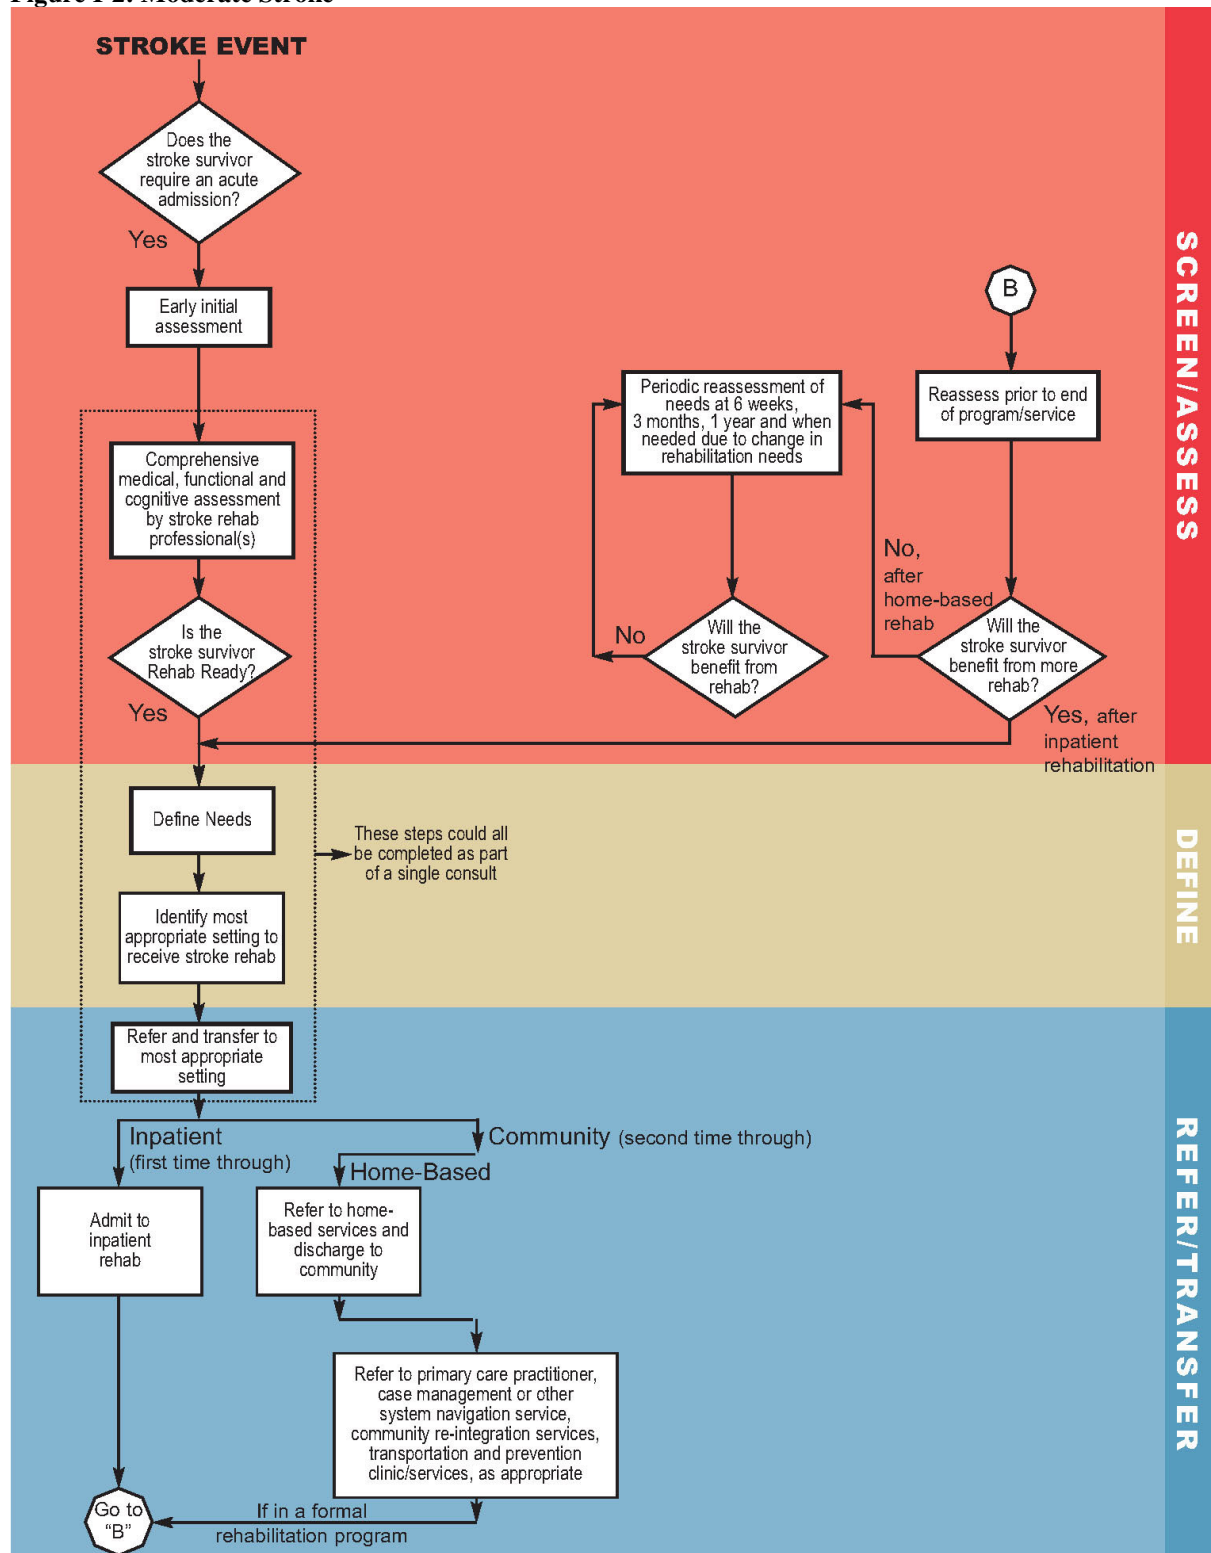 Figure I-2: Moderate Stroke
STROKE EVENT
Does the
stroke survivor
require an acute
admission?
Yes
Early initial
assessment
Comprehensive
medical, functional and
cognitive assessment
by stroke rehab
professional(s)
Is the
stroke survivor
Rehab Ready?
Yes
B
Reassess prior to end
of program/service
Periodic reassessment of
needs at 6 weeks,
3 months, 1 year and when
needed due to change in
rehabilitation needs
No,
after
home-based
rehab
Will the
stroke survivor
benefit from
rehab?
No
Will the
stroke survivor
benefit from more
rehab?
Yes, after
inpatient
rehabilitation
SCREEN/ASSESS
Define Needs
These steps could all
be completed as part
of a single consult
Identify most
appropriate setting to
receive stroke rehab
DEFINE
Refer and transfer to
most appropriate
setting
Inpatient
(first time through)
Community (second time through)
Home-Based
Admit to
inpatient
rehab
Refer to home-
based services and
discharge to
community
Refer to primary care practitioner,
case management or other
system navigation service,
community re-integration services,
transportation and prevention
clinic/services, as appropriate
Go to
"B"
If in a formal
rehabilitation program
REFER/TRANSFER